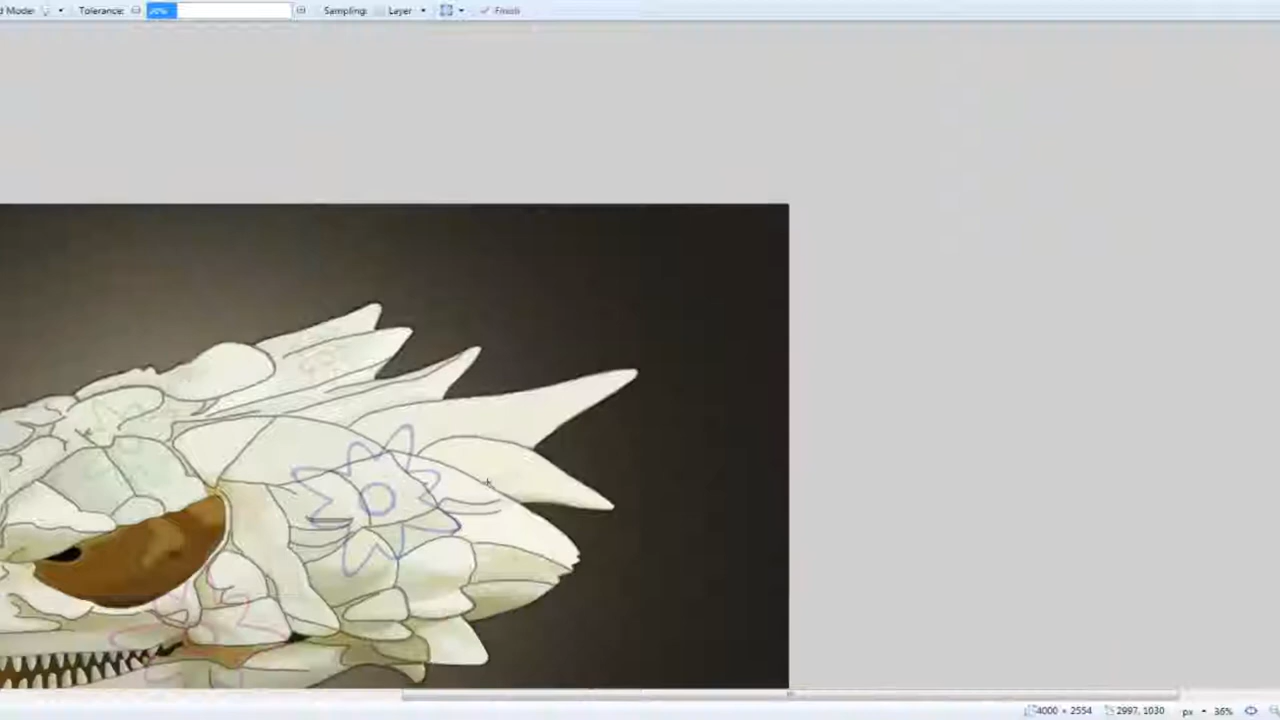 d Mode: Tolerance: Sampling: Layer Finish
4000 × 2554 2997, 1030 px 36%